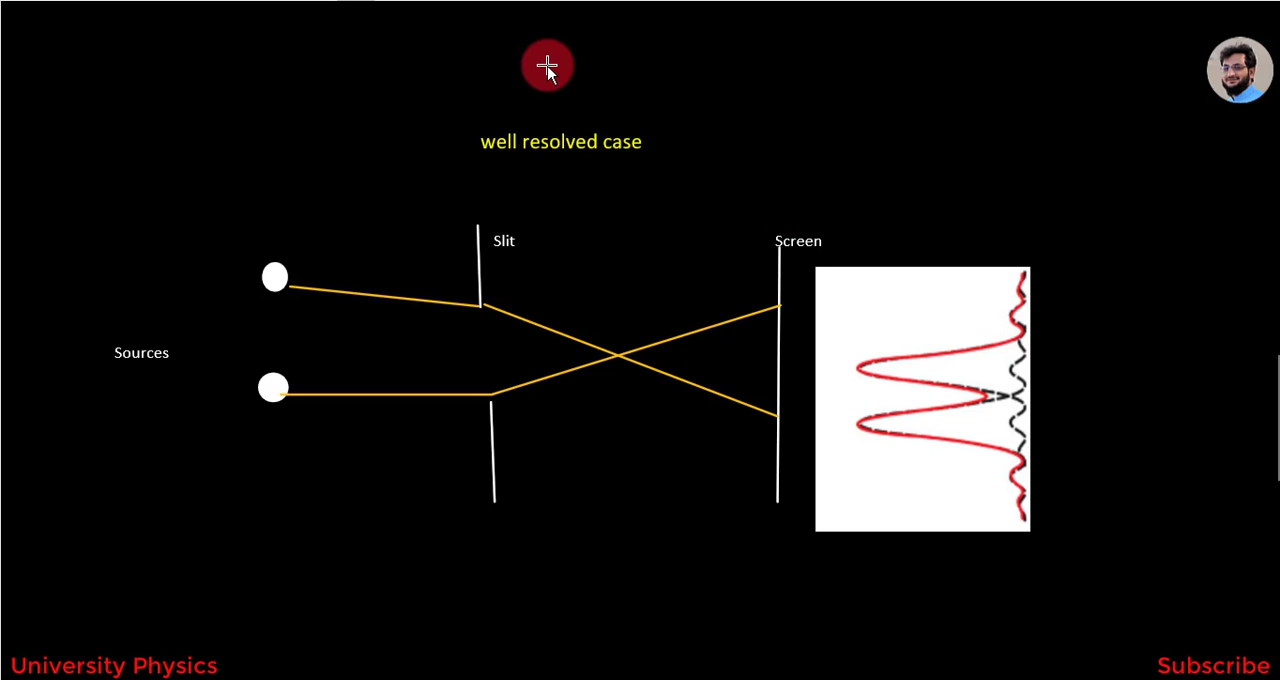 well resolved case
Slit
Screen
Sources
University Physics
Subscribe